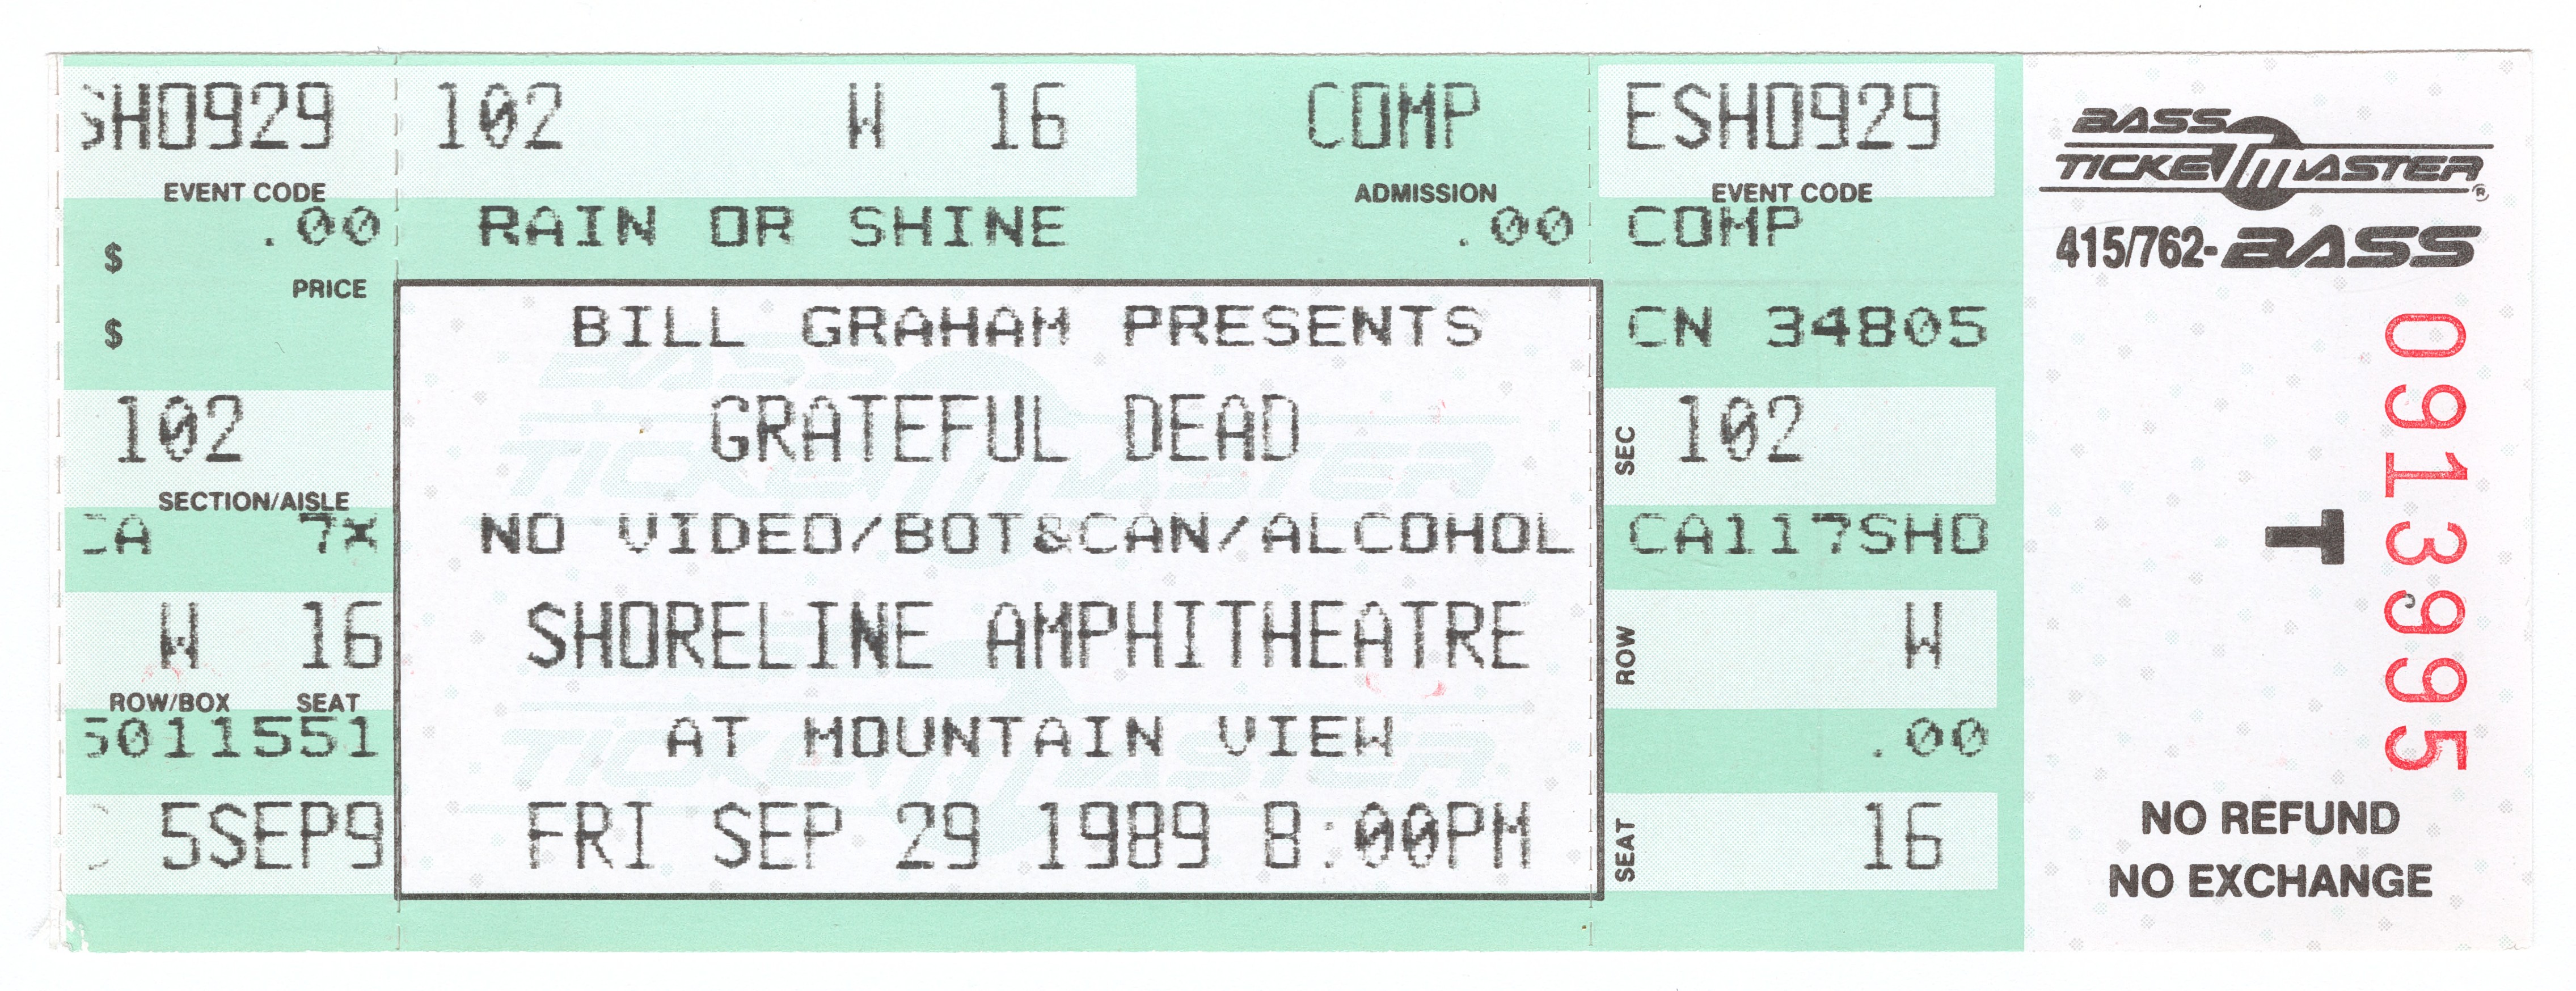 SH0929 102 W 16 COMP ESH0929
EVENT CODE ADMISSION EVENT CODE
$ .00 RAIN OR SHINE .00 COMP
PRICE
$
BILL GRAHAM PRESENTS CN 34805
102 GRATEFUL DEAD SEC 102
SECTION/AISLE
CA 7X NO VIDEO/BOT&CAN/ALCOHOL CA117SHO
W 16 SHORELINE AMPHITHEATRE ROW W
ROW/BOX SEAT
5011551 AT MOUNTAIN VIEW .00
5SEP9 FRI SEP 29 1989 8:00PM SEAT 16
BASS
TICKETMASTER®
415/762-BASS
T
0913995
NO REFUND
NO EXCHANGE